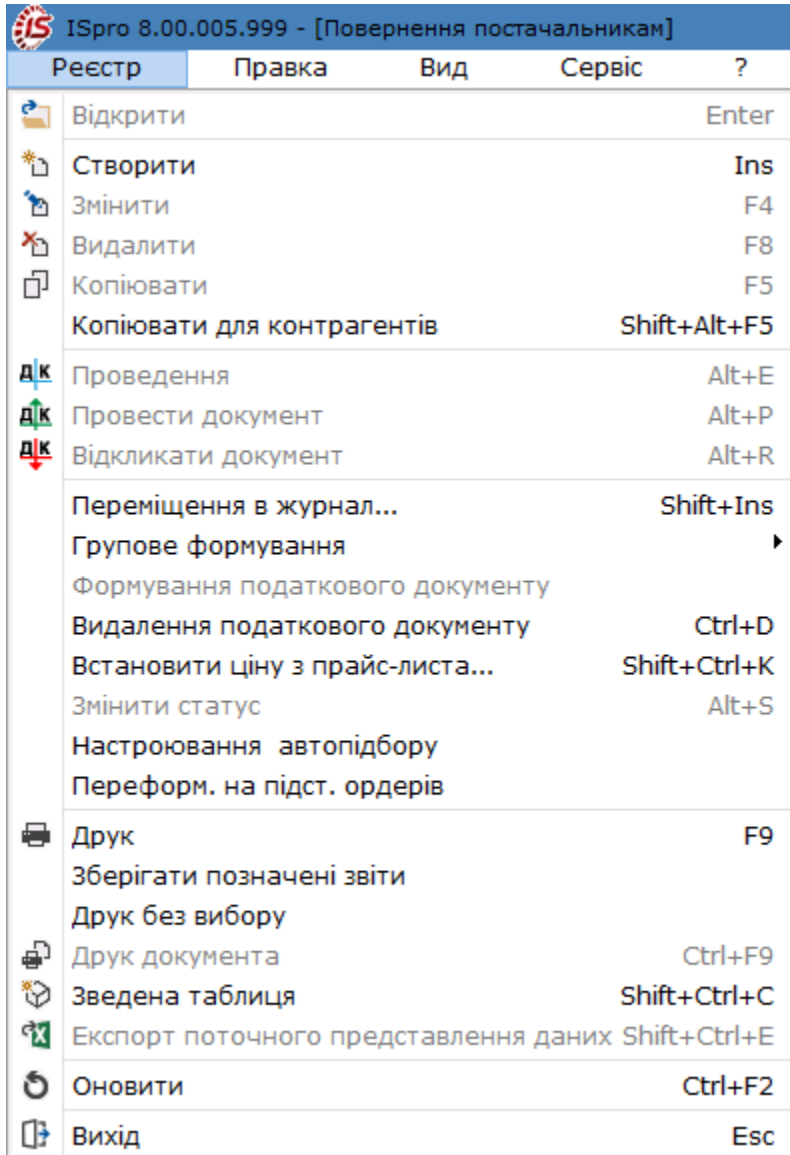 IS ISpro 8.00.005.999 - [Повернення постачальникам]
Реєстр Правка Вид Сервіс ?
Відкрити Enter
Створити Ins
Змінити F4
Видалити F8
Копіювати F5
Копіювати для контрагентів Shift+Alt+F5
Д К Проведення Alt+E
Д К Провести документ Alt+P
Д К Відкликати документ Alt+R
Переміщення в журнал... Shift+Ins
Групове формування
Формування податкового документу
Видалення податкового документу Ctrl+D
Встановити ціну з прайс-листа... Shift+Ctrl+K
Змінити статус Alt+S
Настроювання автопідбору
Переформ. на підст. ордерів
Друк F9
Зберігати позначені звіти
Друк без вибору
Друк документа Ctrl+F9
Зведена таблиця Shift+Ctrl+C
Експорт поточного представлення даних Shift+Ctrl+E
Оновити Ctrl+F2
Вихід Esc